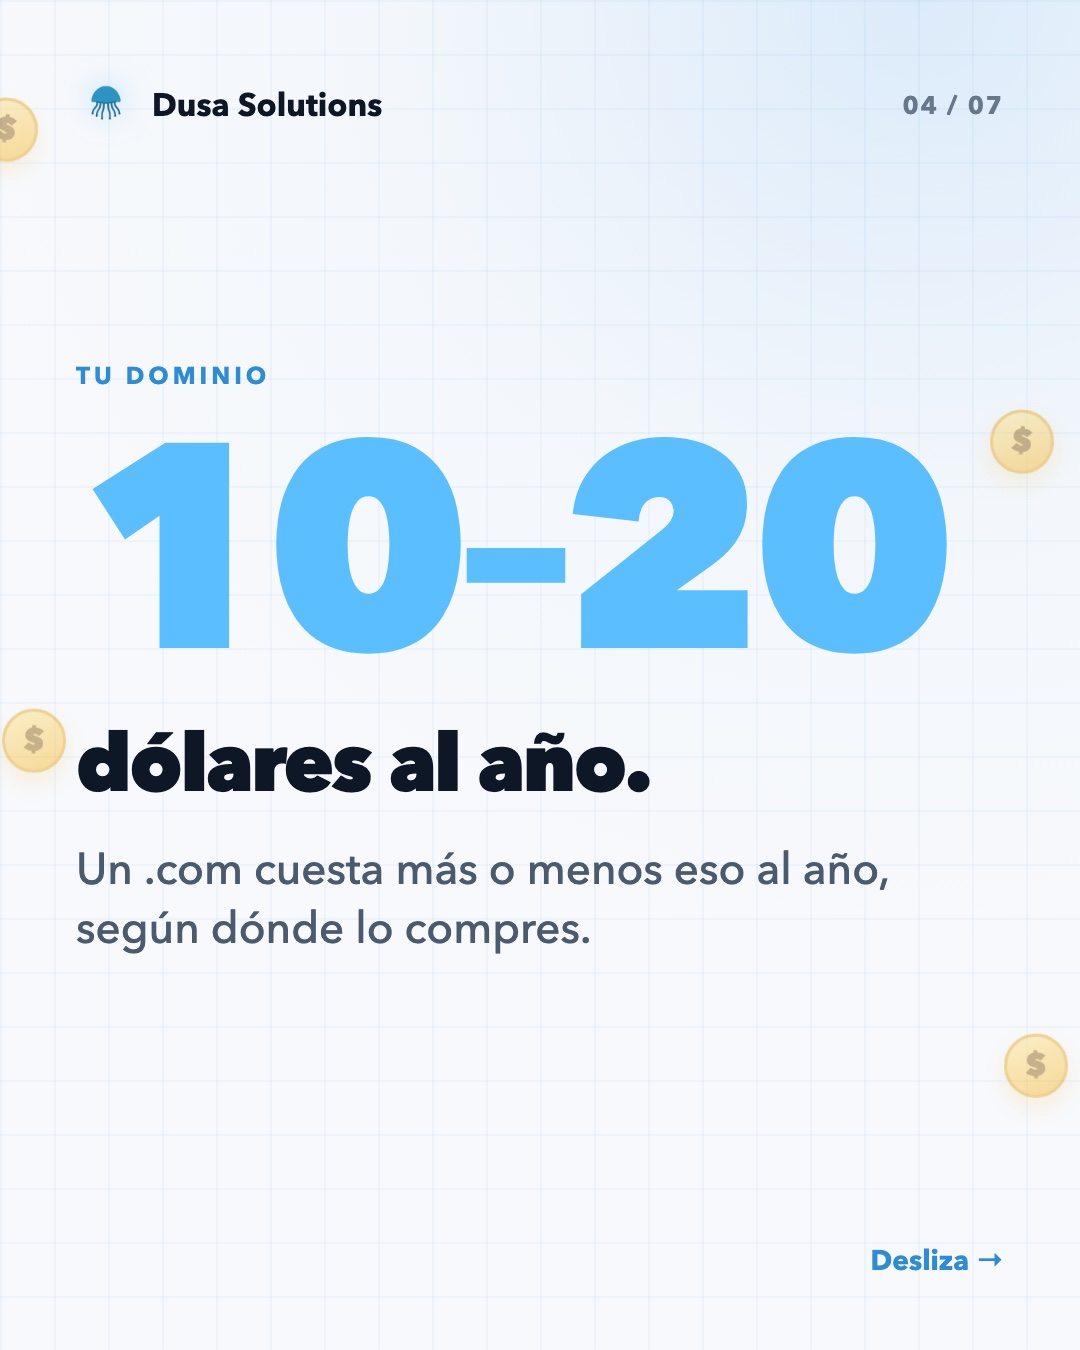 Dusa Solutions
04 / 07
TU DOMINIO
10–20
dólares al año.
Un .com cuesta más o menos eso al año,
según dónde lo compres.
Desliza →
$
$
$
$